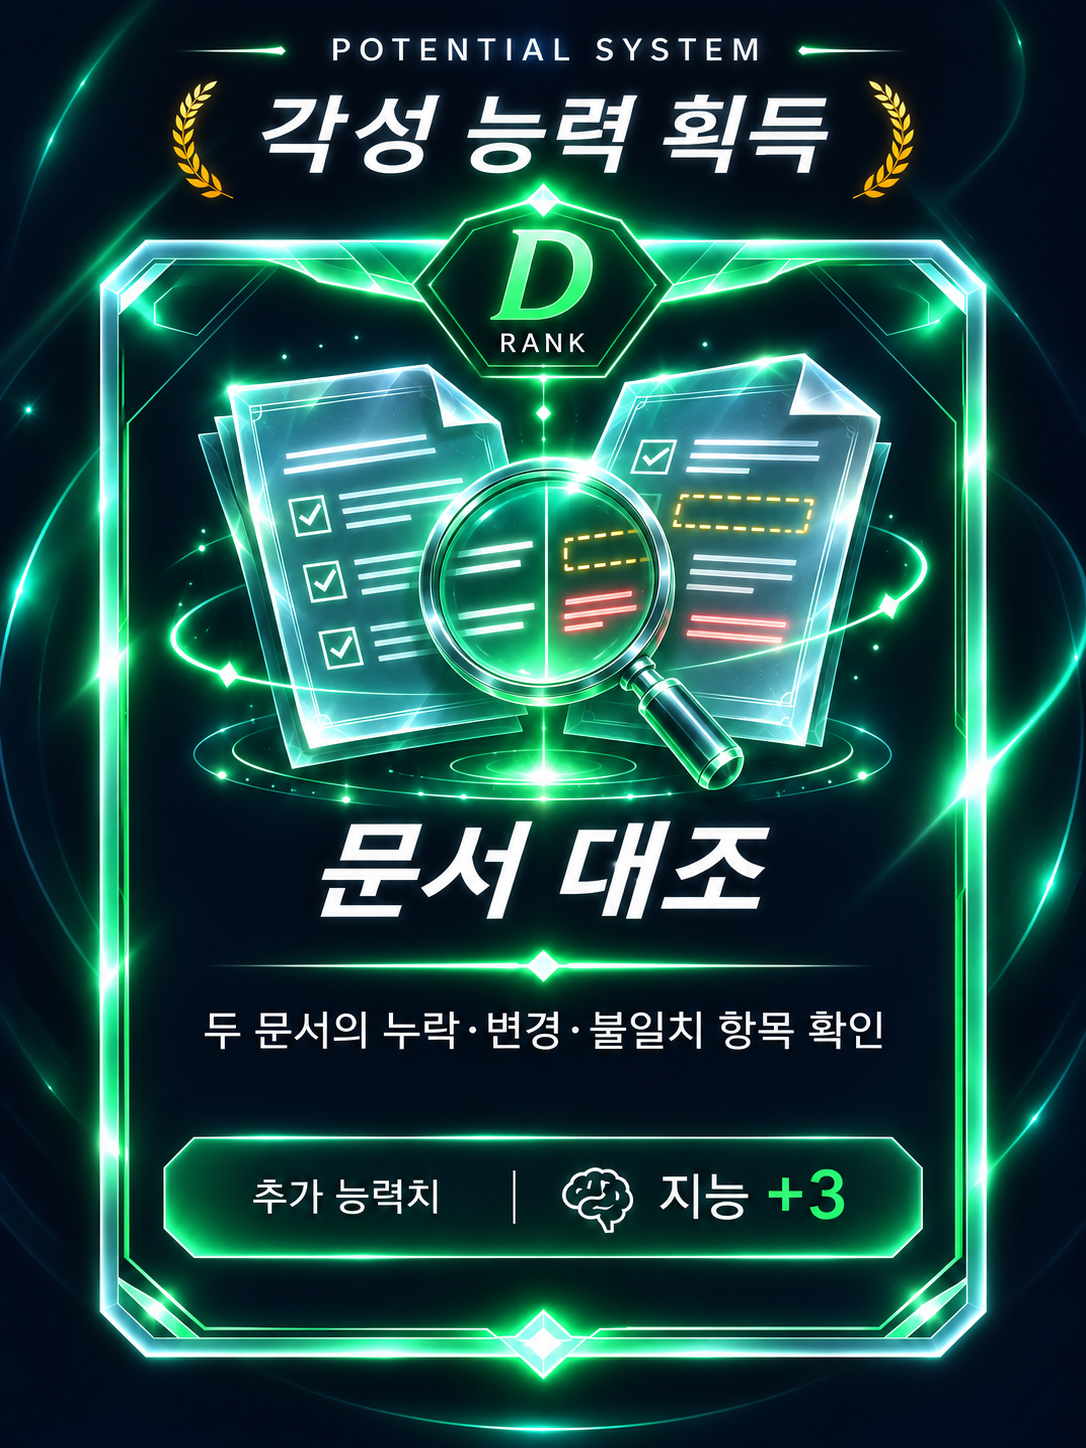 POTENTIAL SYSTEM
각성 능력 획득
D
RANK
문서 대조
두 문서의 누락·변경·불일치 항목 확인
추가 능력치 | 지능 +3